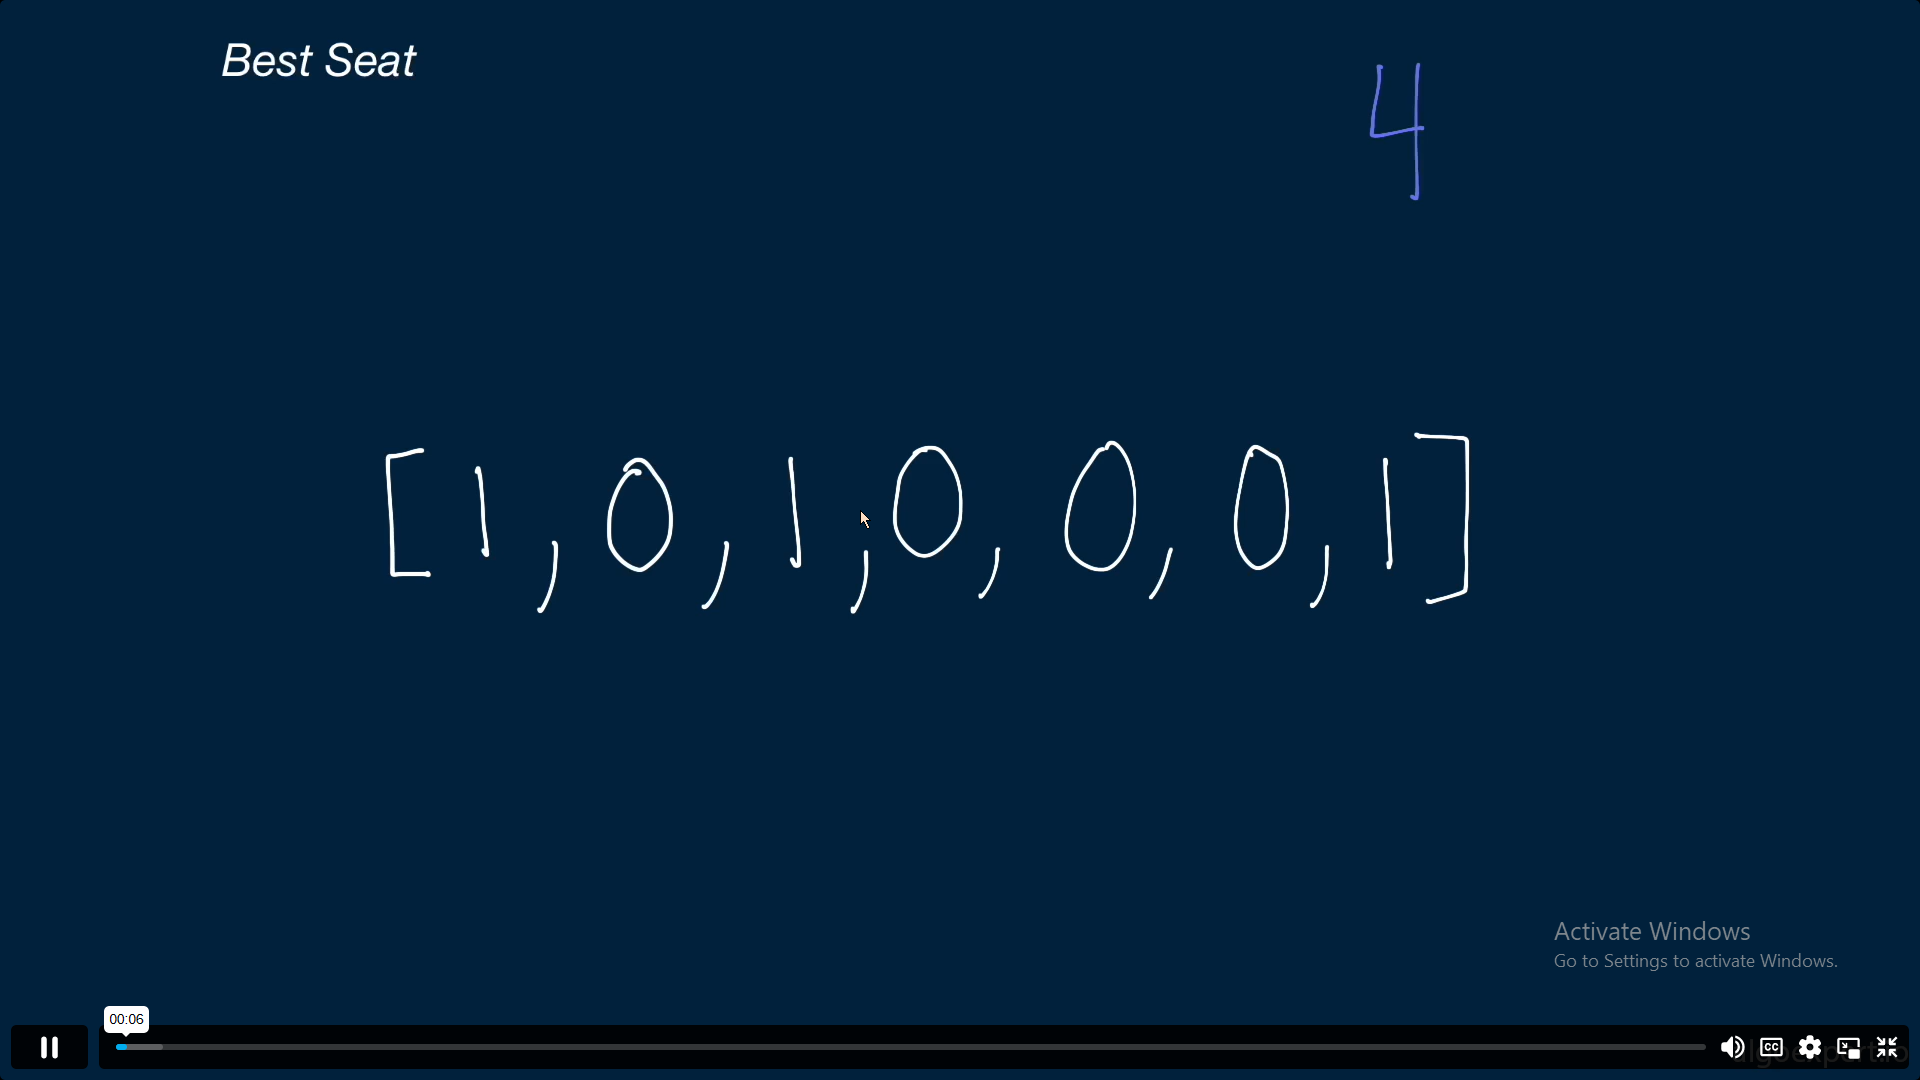 Best Seat
4
[1, 0, 1, 0, 0, 0, 1]
Activate Windows
Go to Settings to activate Windows.
00:06
CC